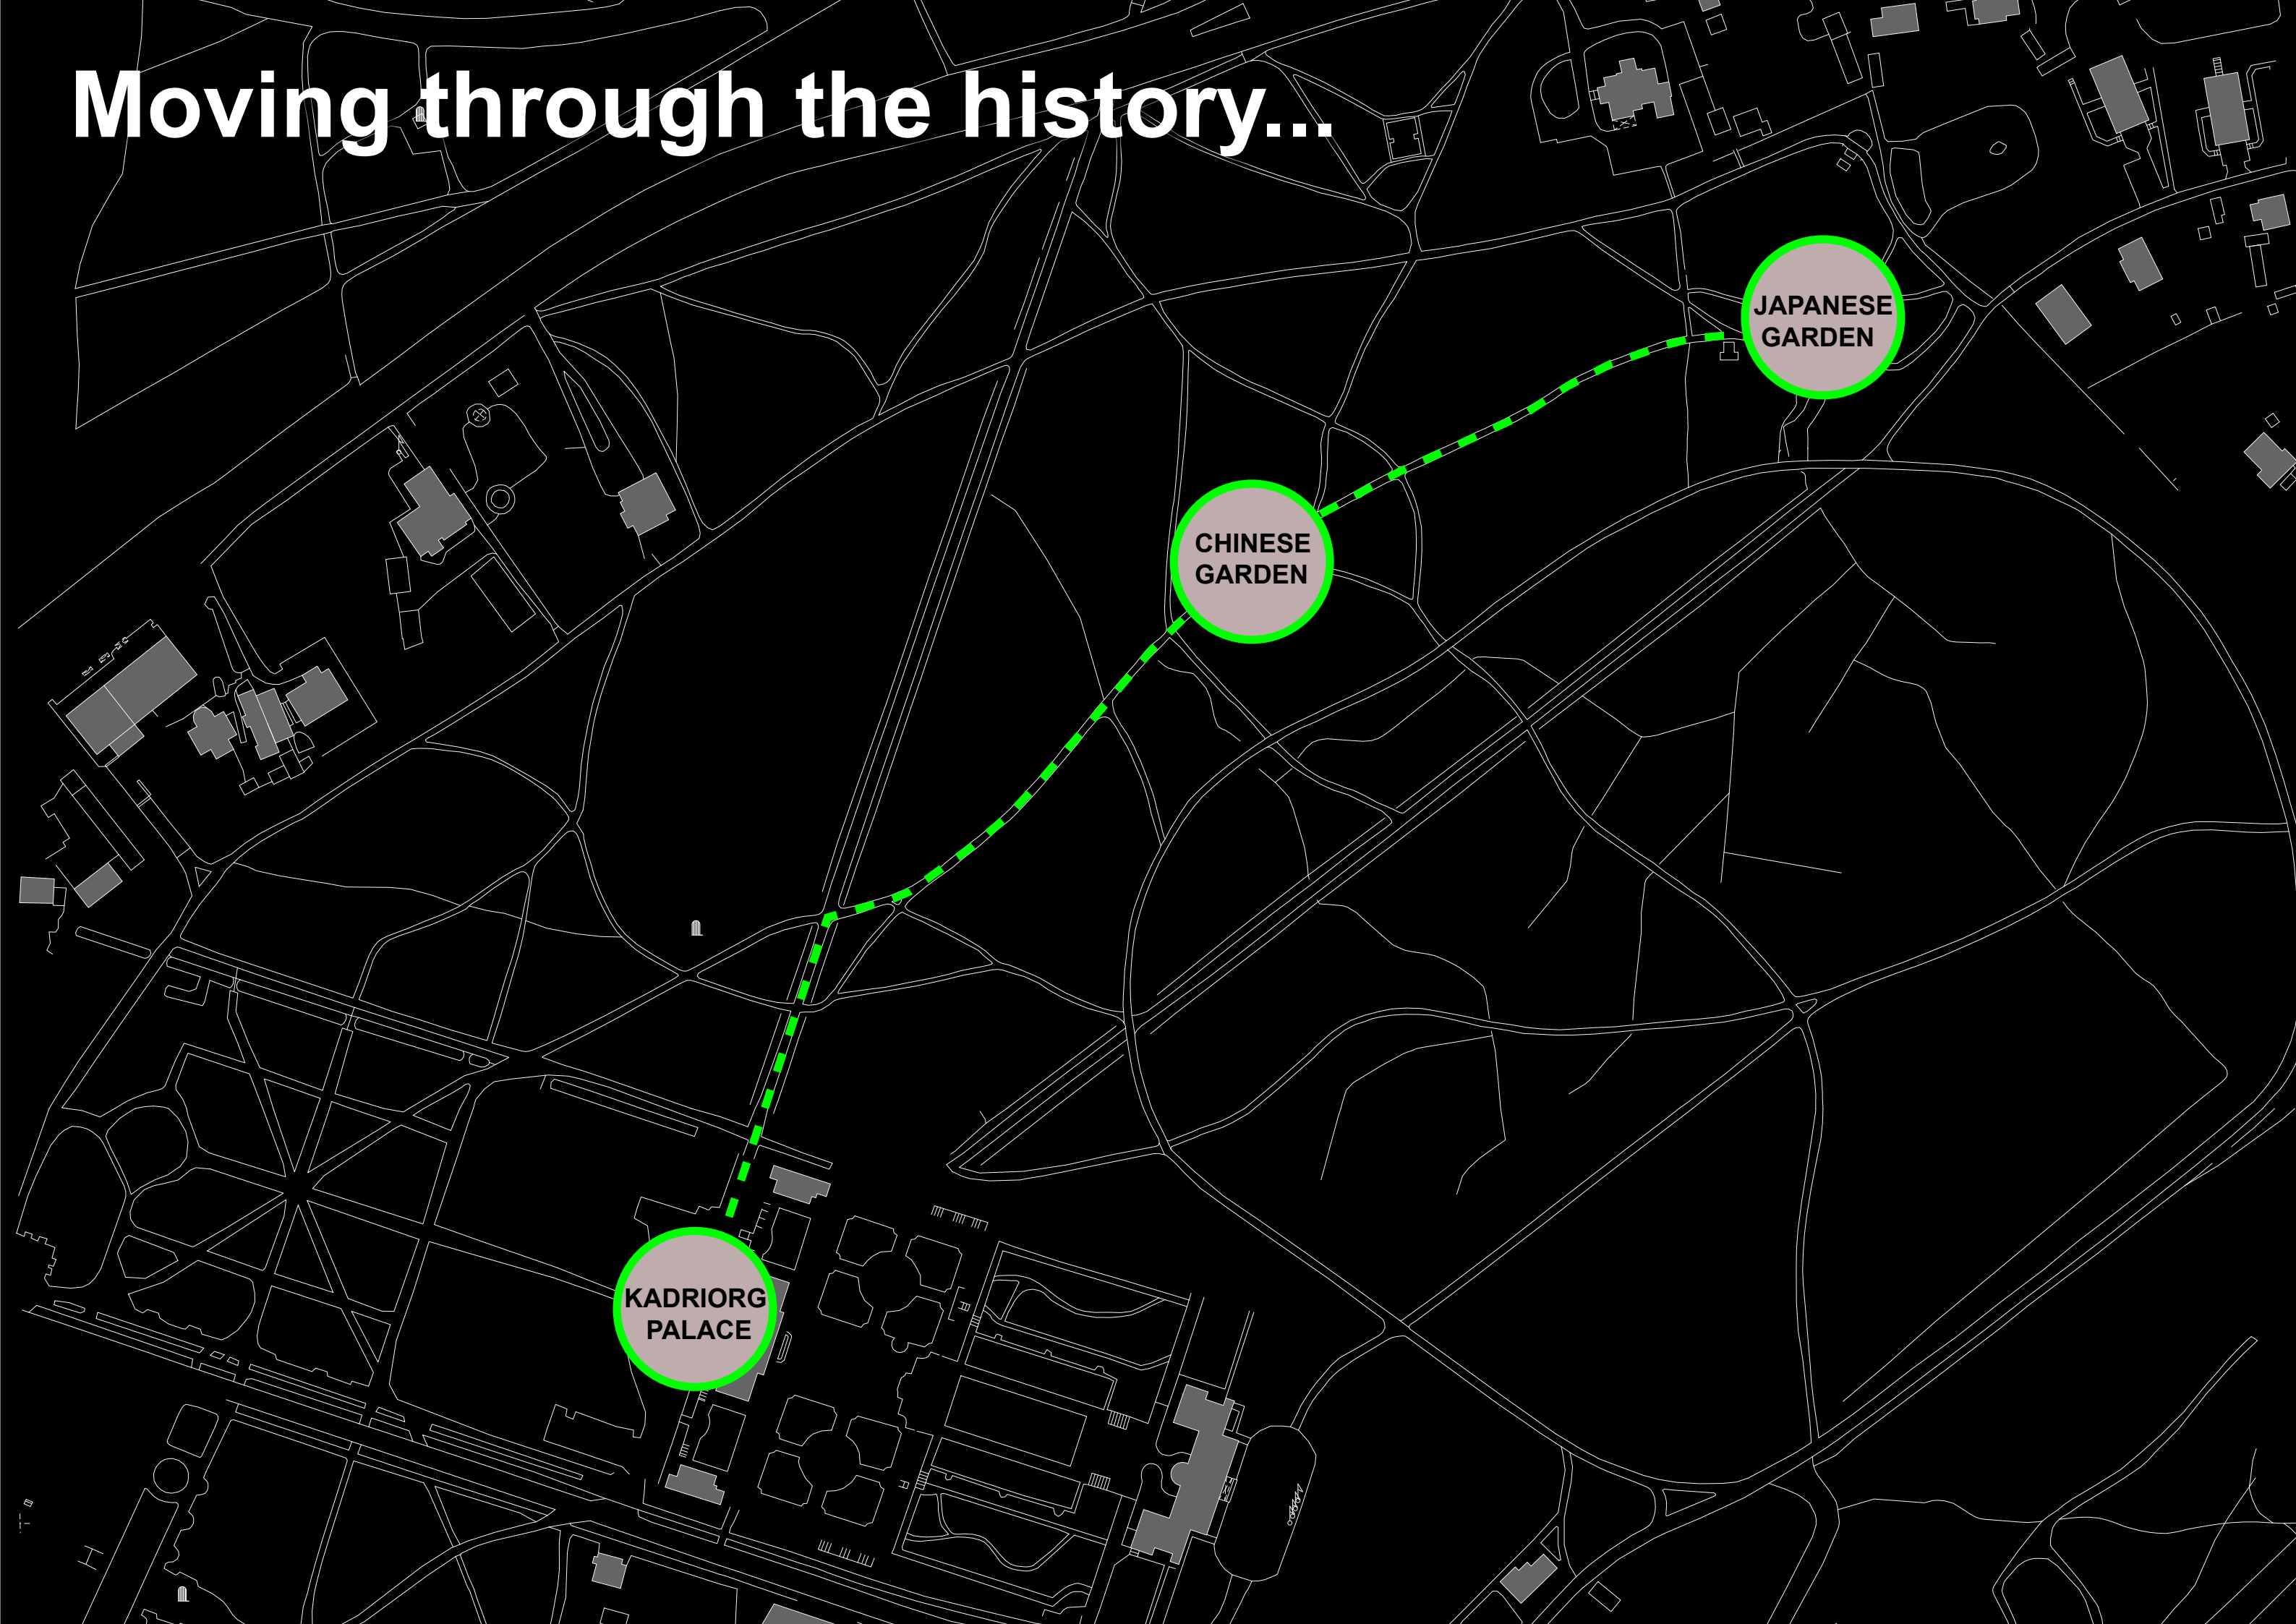 Moving through the history...
JAPANESE
GARDEN
CHINESE
GARDEN
KADRIORG
PALACE